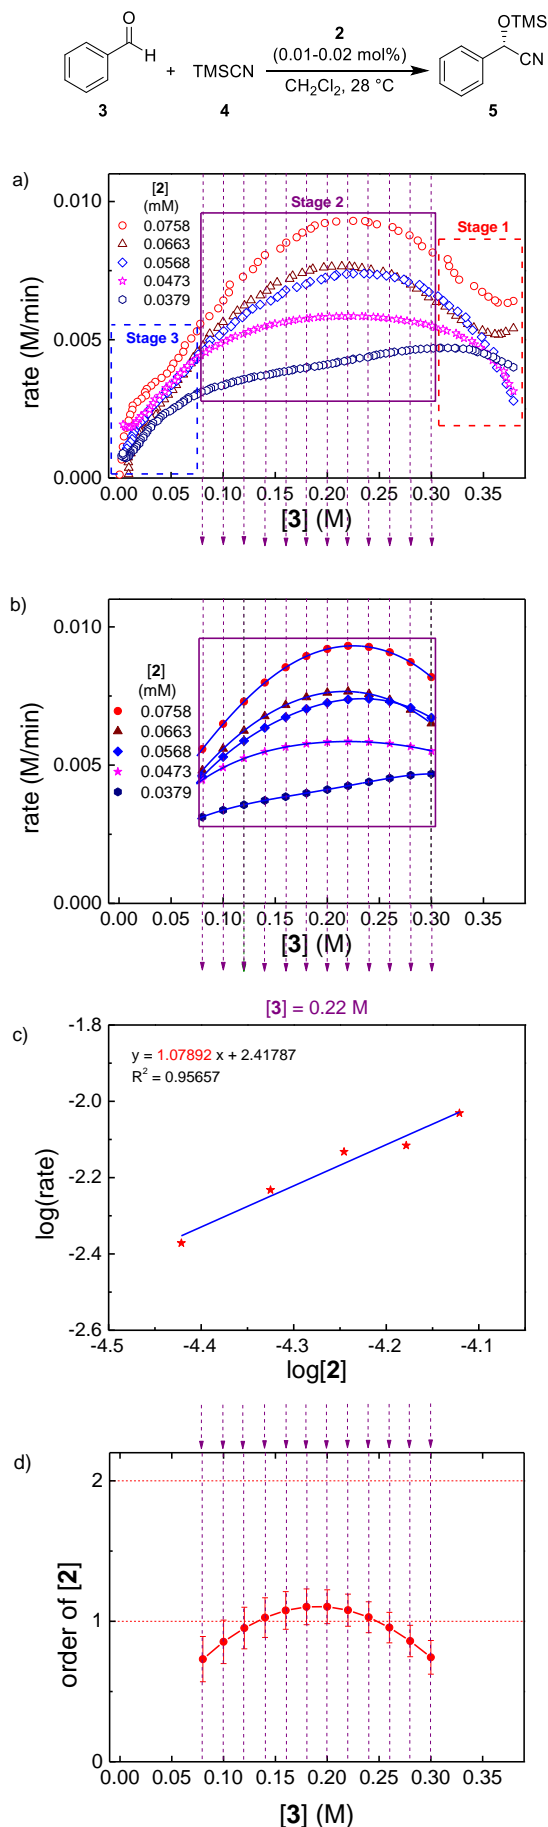 O
H
OTMS
CN
2
(0.01-0.02 mol%)
+ TMSCN
CH2Cl2, 28 °C
3 4 5
a)
[2]
(mM)
0.0758
0.0663
0.0568
0.0473
0.0379
Stage 2
Stage 1
Stage 3
0.010
0.005
0.000
rate (M/min)
0.00 0.05 0.10 0.15 0.20 0.25 0.30 0.35
[3] (M)
b)
[2]
(mM)
0.0758
0.0663
0.0568
0.0473
0.0379
0.010
0.005
0.000
rate (M/min)
0.00 0.05 0.10 0.15 0.20 0.25 0.30 0.35
[3] (M)
[3] = 0.22 M
c)
y = 1.07892 x + 2.41787
R2 = 0.95657
-1.8
-2.0
-2.2
-2.4
-2.6
log(rate)
-4.5 -4.4 -4.3 -4.2 -4.1
log[2]
d)
2
1
0
order of [2]
0.00 0.05 0.10 0.15 0.20 0.25 0.30 0.35
[3] (M)